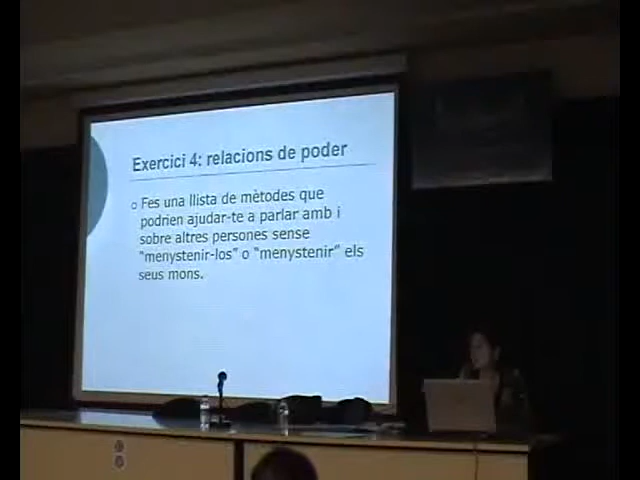 Exercici 4: relacions de poder
Fes una llista de mètodes que
podrien ajudar-te a parlar amb i
sobre altres persones sense
"menystenir-los" o "menystenir" els
seus mons.